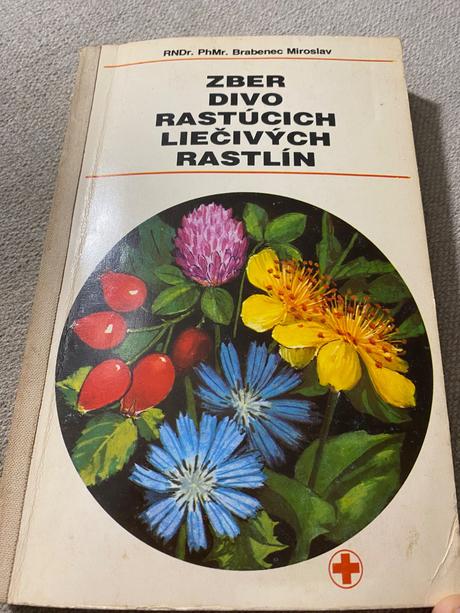 RNDr. PhMr. Brabenec Miroslav
ZBER
DIVO
RASTÚCICH
LIEČIVÝCH
RASTLÍN